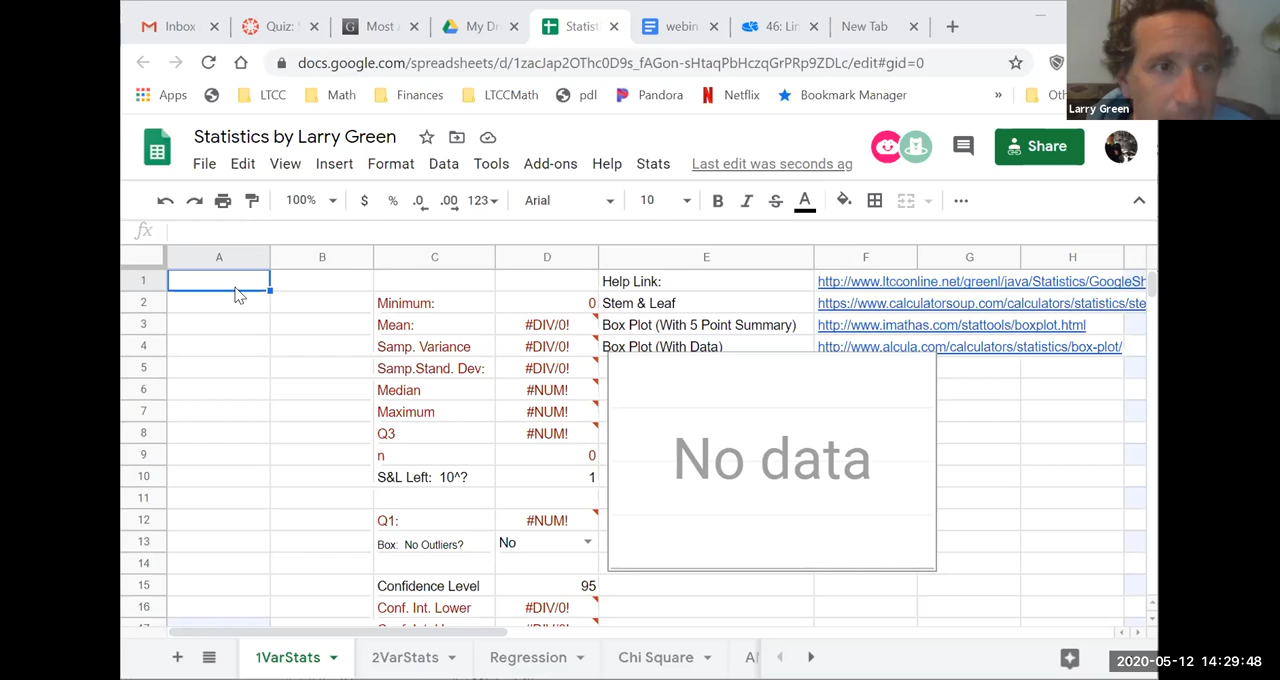 Inbox
Quiz:
Most
My Dr
Statist
webin
46: Lin
New Tab
docs.google.com/spreadsheets/d/1zacJap2OThc0D9s_fAGon-sHtaqPbHczqGrPRp9ZDLc/edit#gid=0
Apps LTCC Math Finances LTCCMath pdl Pandora Netflix Bookmark Manager » Oth
Larry Green
Statistics by Larry Green
File Edit View Insert Format Data Tools Add-ons Help Stats Last edit was seconds ag
Share
100% $ % .0 .00 123 Arial 10 B I S A
fx
A B C D E F G H
1 Help Link: http://www.ltcconline.net/greenl/java/Statistics/GoogleSh
2 Minimum: 0 Stem & Leaf https://www.calculatorsoup.com/calculators/statistics/ste
3 Mean: #DIV/0! Box Plot (With 5 Point Summary) http://www.imathas.com/stattools/boxplot.html
4 Samp. Variance #DIV/0! Box Plot (With Data) http://www.alcula.com/calculators/statistics/box-plot/
5 Samp.Stand. Dev: #DIV/0!
6 Median #NUM!
7 Maximum #NUM!
8 Q3 #NUM!
9 n 0
No data
10 S&L Left: 10^? 1
11
12 Q1: #NUM!
13 Box: No Outliers? No
14
15 Confidence Level 95
16 Conf. Int. Lower #DIV/0!
1VarStats 2VarStats Regression Chi Square
2020-05-12 14:29:48